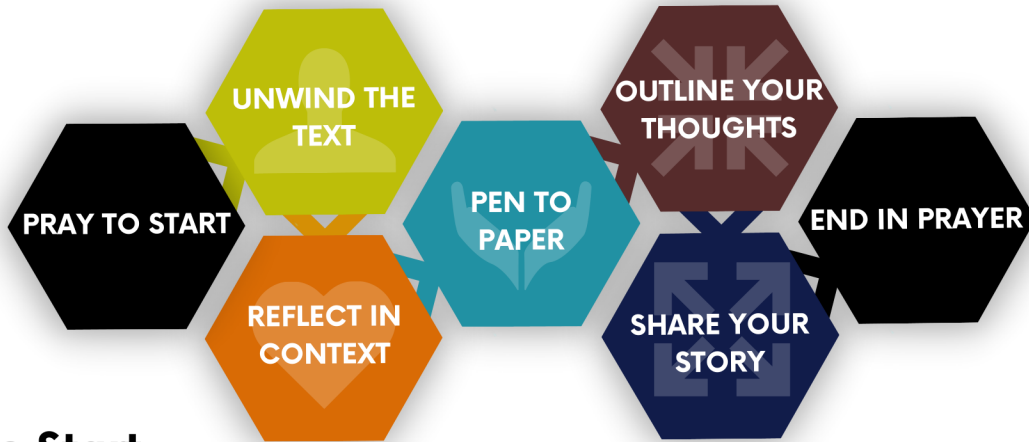 PRAY TO START
UNWIND THE
TEXT
REFLECT IN
CONTEXT
PEN TO
PAPER
OUTLINE YOUR
THOUGHTS
SHARE YOUR
STORY
END IN PRAYER
Start